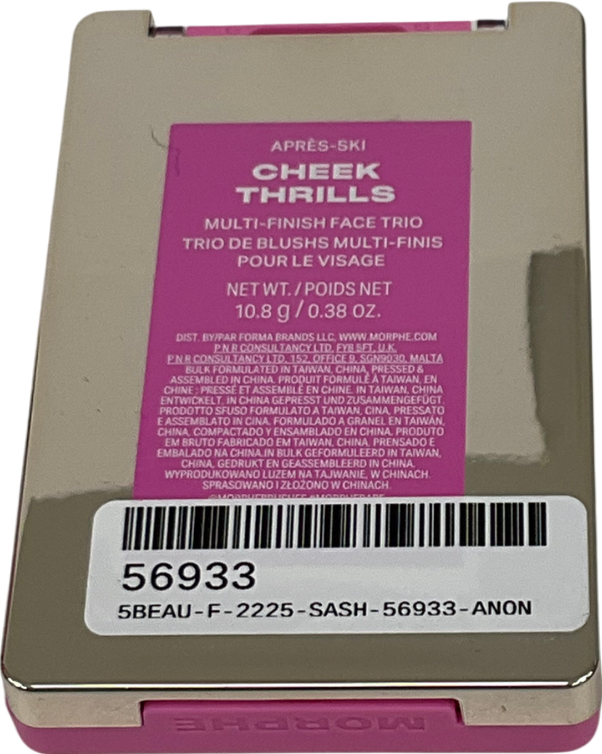 APRÈS-SKI
CHEEK
THRILLS
MULTI-FINISH FACE TRIO
TRIO DE BLUSHS MULTI-FINIS
POUR LE VISAGE
NET WT. / POIDS NET
10.8 g / 0.38 OZ.
DIST. BY/PAR FORMA BRANDS LLC, WWW.MORPHE.COM
P N R CONSULTANCY LTD, FY8 5FT, U.K.
P N R CONSULTANCY LTD, 152, OFFICE 9, SGN9030, MALTA
BULK FORMULATED IN TAIWAN, CHINA, PRESSED &
ASSEMBLED IN CHINA. PRODUIT FORMULÉ À TAIWAN, EN
CHINE ; PRESSÉ ET ASSEMBLÉ EN CHINE. IN TAIWAN, CHINA
ENTWICKELT, IN CHINA GEPRESST UND ZUSAMMENGEFÜGT.
PRODOTTO SFUSO FORMULATO A TAIWAN, CINA, PRESSATO
E ASSEMBLATO IN CINA. FORMULADO A GRANEL EN TAIWÁN,
CHINA, COMPACTADO Y ENSAMBLADO EN CHINA. PRODUTO
EM BRUTO FABRICADO EM TAIWAN, CHINA. PRENSADO E
EMBALADO NA CHINA.IN BULK GEFORMULEERD IN TAIWAN,
CHINA, GEDRUKT EN GEASSEMBLEERD IN CHINA.
WYPRODUKOWANO LUZEM NA TAJWANIE, W CHINACH.
SPRASOWANO I ZŁOŻONO W CHINACH.
56933
5BEAU-F-2225-SASH-56933-ANON
MORPHE